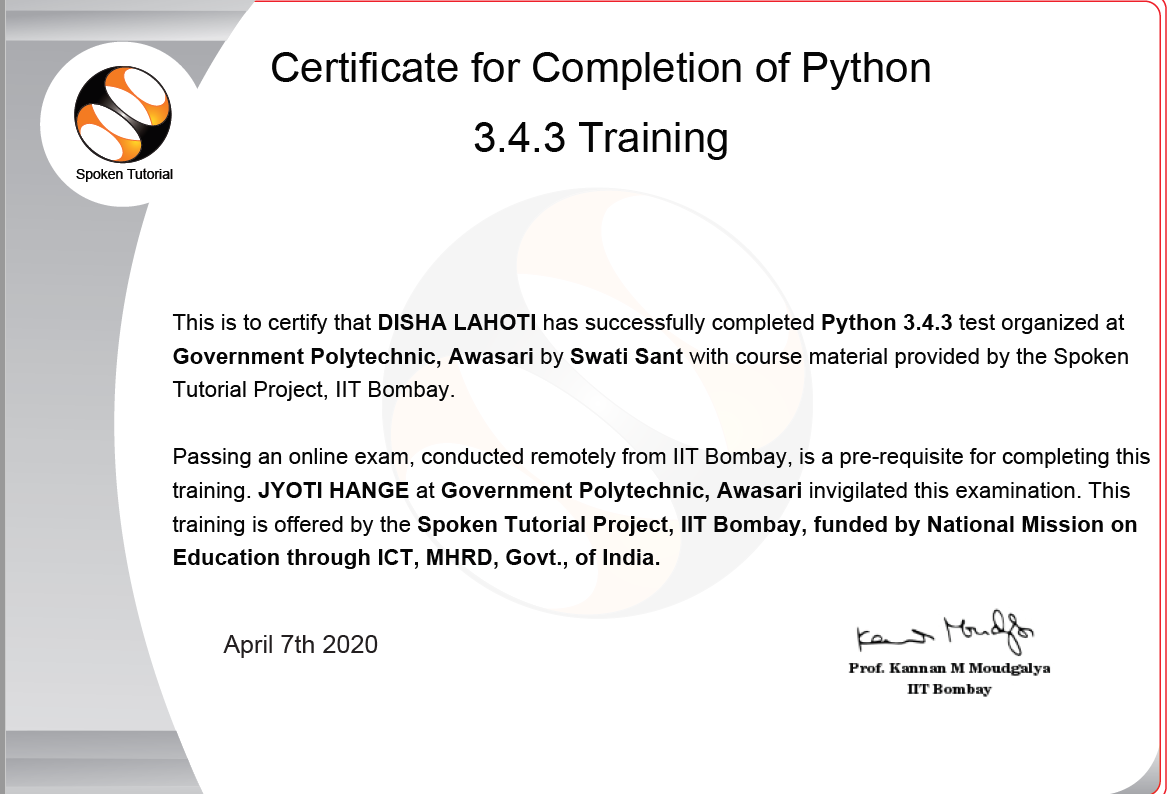 Certificate for Completion of Python
3.4.3 Training
Spoken Tutorial
This is to certify that DISHA LAHOTI has successfully completed Python 3.4.3 test organized at
Government Polytechnic, Awasari by Swati Sant with course material provided by the Spoken
Tutorial Project, IIT Bombay.
Passing an online exam, conducted remotely from IIT Bombay, is a pre-requisite for completing this
training. JYOTI HANGE at Government Polytechnic, Awasari invigilated this examination. This
training is offered by the Spoken Tutorial Project, IIT Bombay, funded by National Mission on
Education through ICT, MHRD, Govt., of India.
April 7th 2020
Prof. Kannan M Moudgalya
IIT Bombay